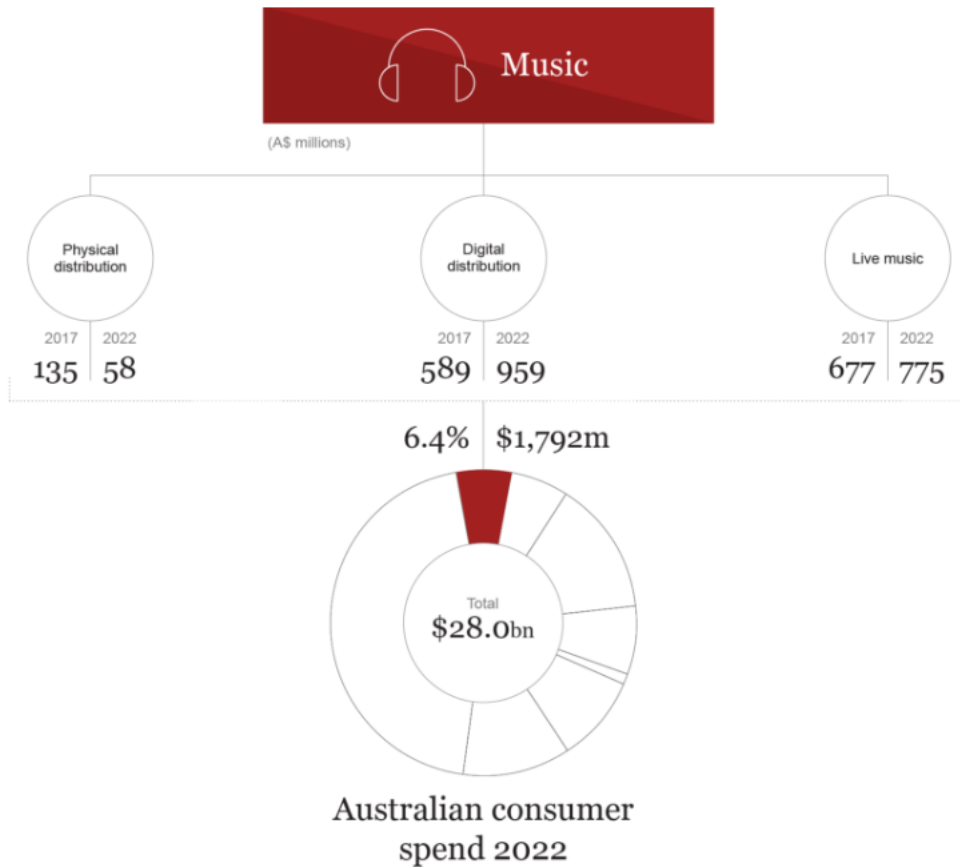 Music
(A$ millions)
Physical
distribution
2017 2022
135 58
Digital
distribution
2017 2022
589 959
Live music
2017 2022
677 775
6.4% $1,792m
Total
$28.0bn
Australian consumer
spend 2022